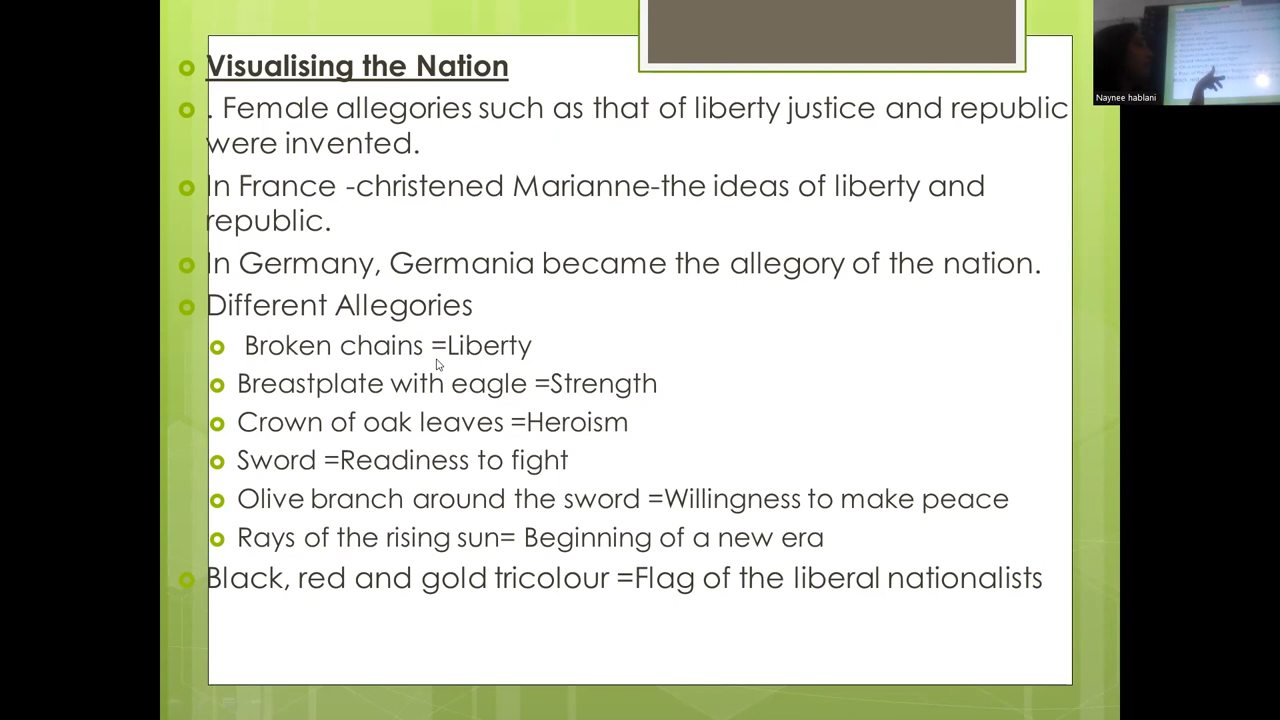 Visualising the Nation
. Female allegories such as that of liberty justice and republic
were invented.
In France -christened Marianne-the ideas of liberty and
republic.
In Germany, Germania became the allegory of the nation.
Different Allegories
Broken chains =Liberty
Breastplate with eagle =Strength
Crown of oak leaves =Heroism
Sword =Readiness to fight
Olive branch around the sword =Willingness to make peace
Rays of the rising sun= Beginning of a new era
Black, red and gold tricolour =Flag of the liberal nationalists
Naynee hablani